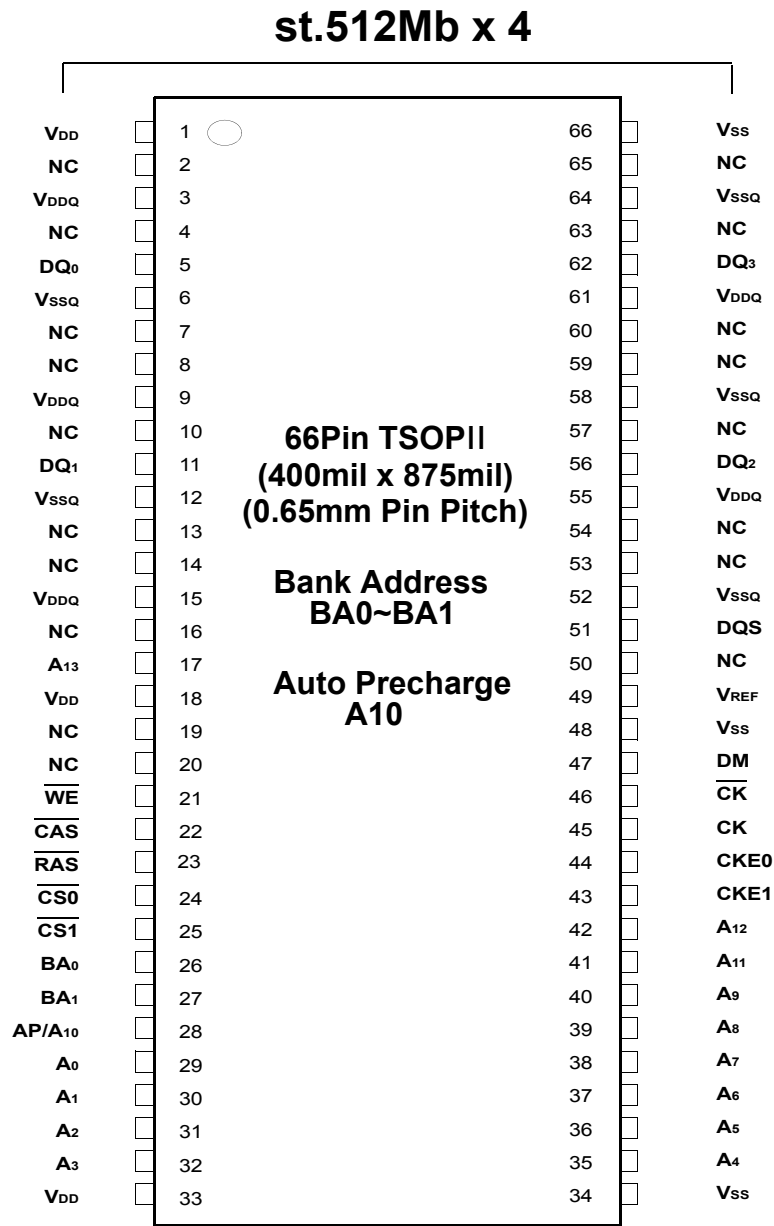 st.512Mb x 4
VDD 1 66 VSS
NC 2 65 NC
VDDQ 3 64 VSSQ
NC 4 63 NC
DQ0 5 62 DQ3
VSSQ 6 61 VDDQ
NC 7 60 NC
NC 8 59 NC
VDDQ 9 58 VSSQ
NC 10 57 NC
DQ1 11 56 DQ2
VSSQ 12 55 VDDQ
NC 13 54 NC
NC 14 53 NC
VDDQ 15 52 VSSQ
NC 16 51 DQS
A13 17 50 NC
VDD 18 49 VREF
NC 19 48 VSS
NC 20 47 DM
WE 21 46 CK
CAS 22 45 CK
RAS 23 44 CKE0
CS0 24 43 CKE1
CS1 25 42 A12
BA0 26 41 A11
BA1 27 40 A9
AP/A10 28 39 A8
A0 29 38 A7
A1 30 37 A6
A2 31 36 A5
A3 32 35 A4
VDD 33 34 VSS
66Pin TSOPII
(400mil x 875mil)
(0.65mm Pin Pitch)
Bank Address
BA0~BA1
Auto Precharge
A10